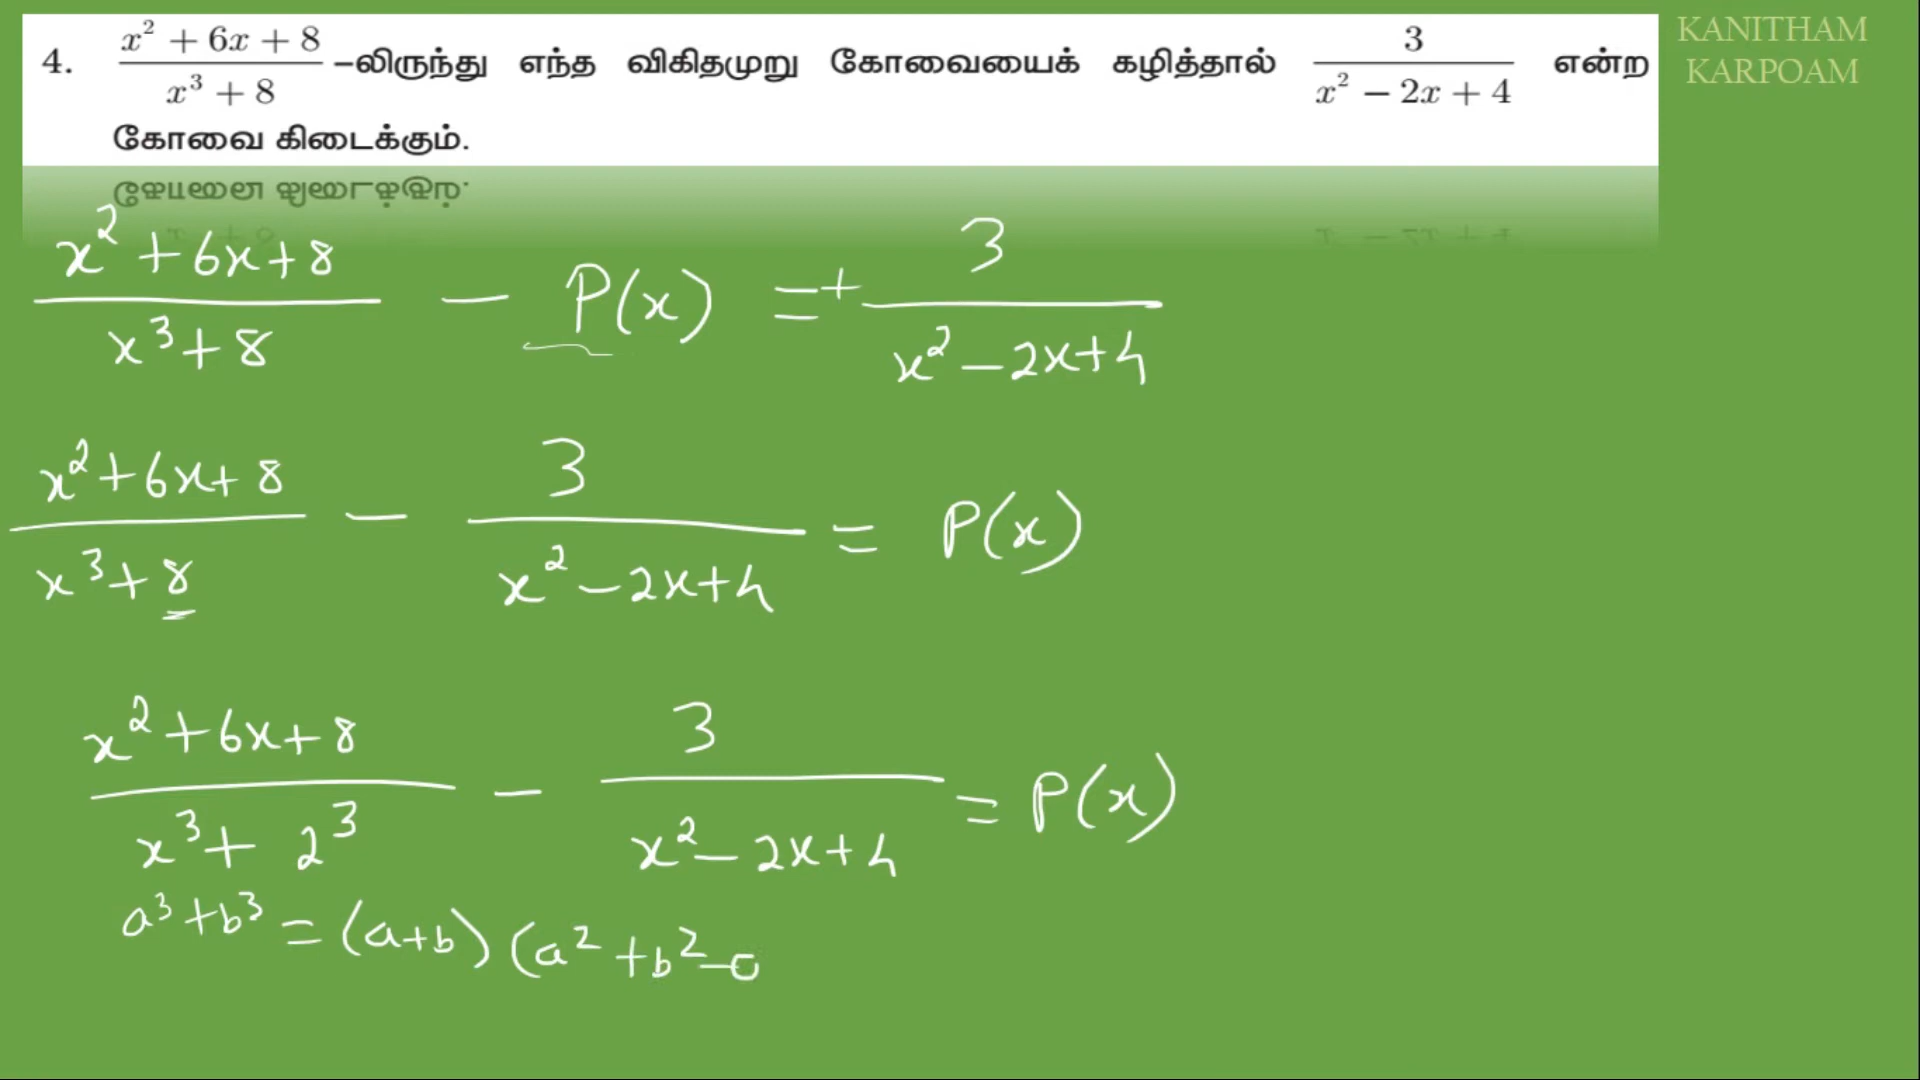 KANITHAM
KARPOAM
4. (x² + 6x + 8)/(x³ + 8) –லிருந்து எந்த விகிதமுறு கோவையைக் கழித்தால் 3/(x² − 2x + 4) என்ற
கோவை கிடைக்கும்.
(x² + 6x + 8)/(x³ + 8) − P(x) = + 3/(x² − 2x + 4)
(x² + 6x + 8)/(x³ + 8) − 3/(x² − 2x + 4) = P(x)
(x² + 6x + 8)/(x³ + 2³) − 3/(x² − 2x + 4) = P(x)
a³ + b³ = (a+b) (a² + b² −